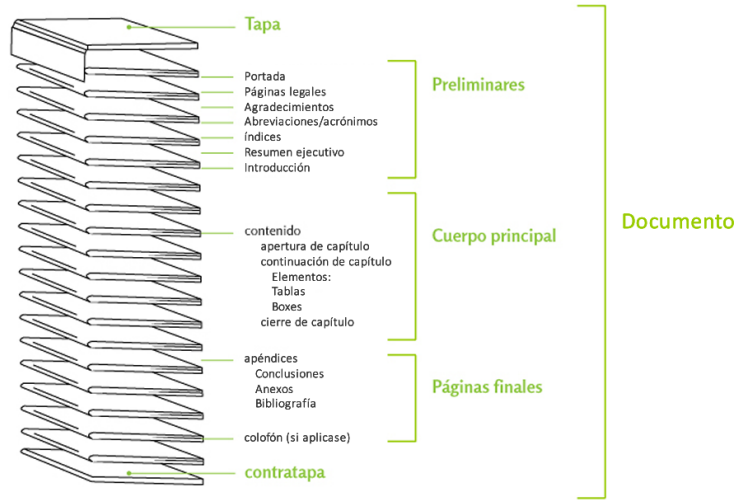 Tapa
Portada
Páginas legales
Agradecimientos
Abreviaciones/acrónimos
índices
Resumen ejecutivo
Introducción
Preliminares
contenido
apertura de capítulo
continuación de capítulo
Elementos:
Tablas
Boxes
cierre de capítulo
Cuerpo principal
apéndices
Conclusiones
Anexos
Bibliografía
colofón (si aplicase)
Páginas finales
contratapa
Documento